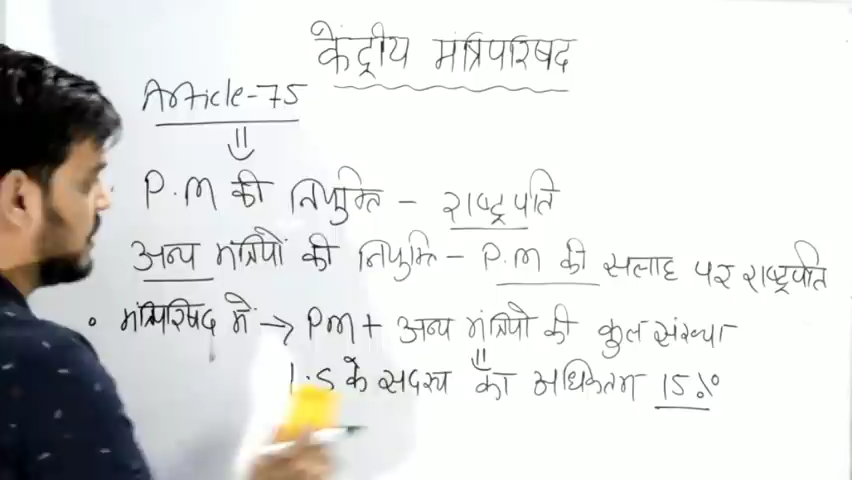 केंद्रीय मंत्रिपरिषद
Article-75
P.M की नियुक्ति - राष्ट्रपति
अन्य मंत्रियों की नियुक्ति - P.M की सलाह पर राष्ट्रपति
• मंत्रिपरिषद में → PM + अन्य मंत्रियों की कुल संख्या
L.S के सदस्य का अधिकतम 15%